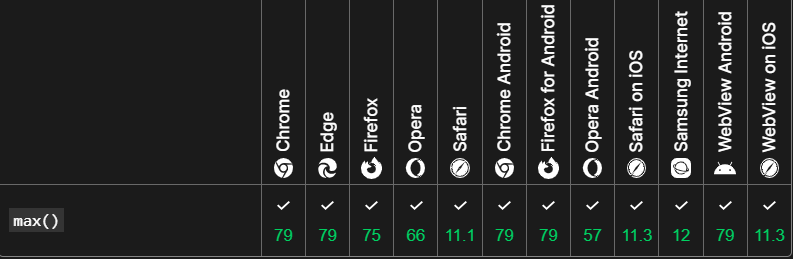 Chrome
Edge
Firefox
Opera
Safari
Chrome Android
Firefox for Android
Opera Android
Safari on iOS
Samsung Internet
WebView Android
WebView on iOS
max()
79 79 75 66 11.1 79 79 57 11.3 12 79 11.3